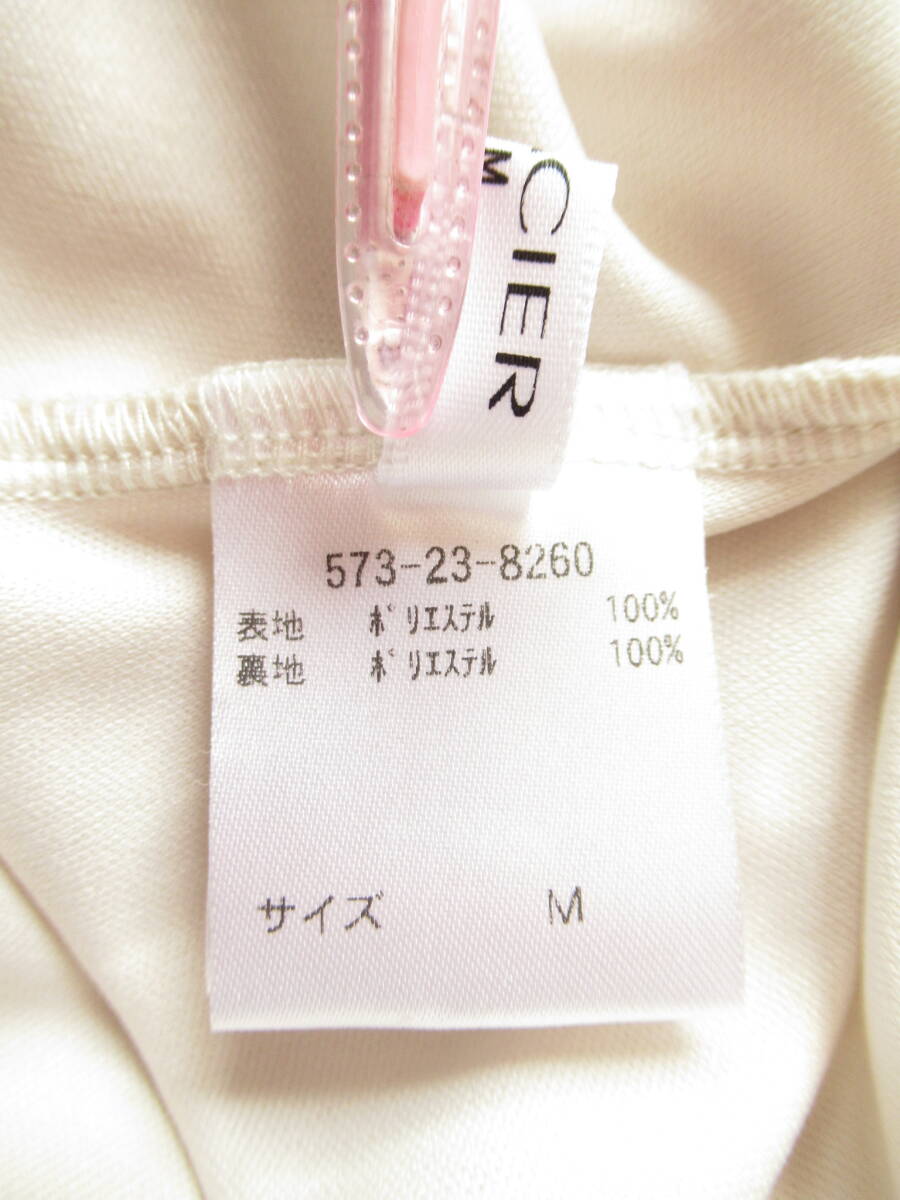 CIER
M
573-23-8260
表地 ﾎﾟﾘｴｽﾃﾙ 100%
裏地 ﾎﾟﾘｴｽﾃﾙ 100%
サイズ M